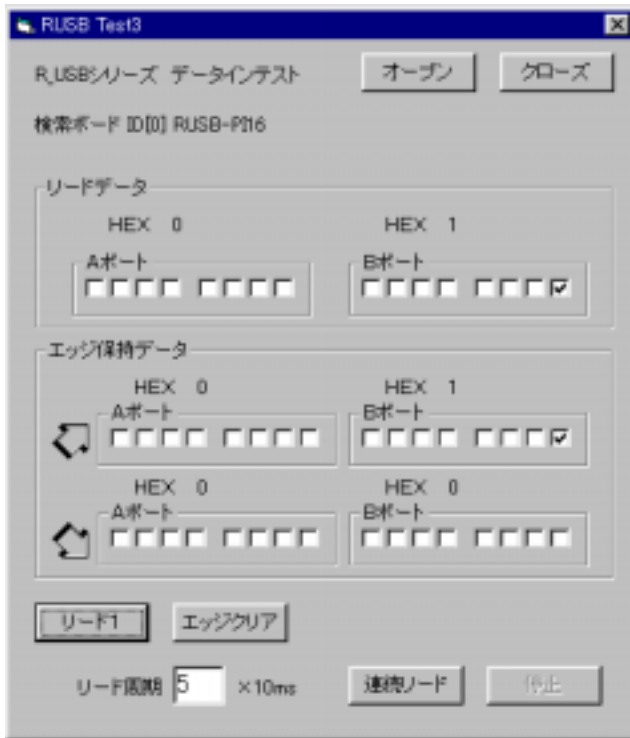 RUSB Test3
R_USBシリーズ データインテスト オープン クローズ
検索ボード ID[0] RUSB-PI16
リードデータ
HEX 0 HEX 1
Aポート Bポート
エッジ保持データ
HEX 0 HEX 1
Aポート Bポート
HEX 0 HEX 0
Aポート Bポート
リード1 エッジクリア
リード周期 5 ×10ms 連続リード 停止